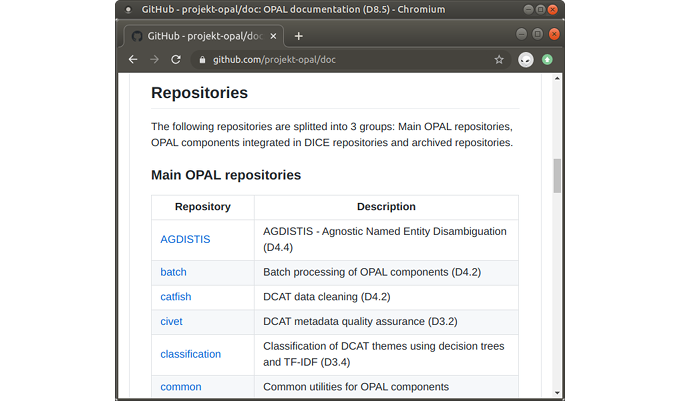 GitHub - projekt-opal/doc: OPAL documentation (D8.5) - Chromium
GitHub - projekt-opal/doc
github.com/projekt-opal/doc
Repositories
The following repositories are splitted into 3 groups: Main OPAL repositories,
OPAL components integrated in DICE repositories and archived repositories.
Main OPAL repositories
Repository Description
AGDISTIS AGDISTIS - Agnostic Named Entity Disambiguation
(D4.4)
batch Batch processing of OPAL components (D4.2)
catfish DCAT data cleaning (D4.2)
civet DCAT metadata quality assurance (D3.2)
classification Classification of DCAT themes using decision trees
and TF-IDF (D3.4)
common Common utilities for OPAL components